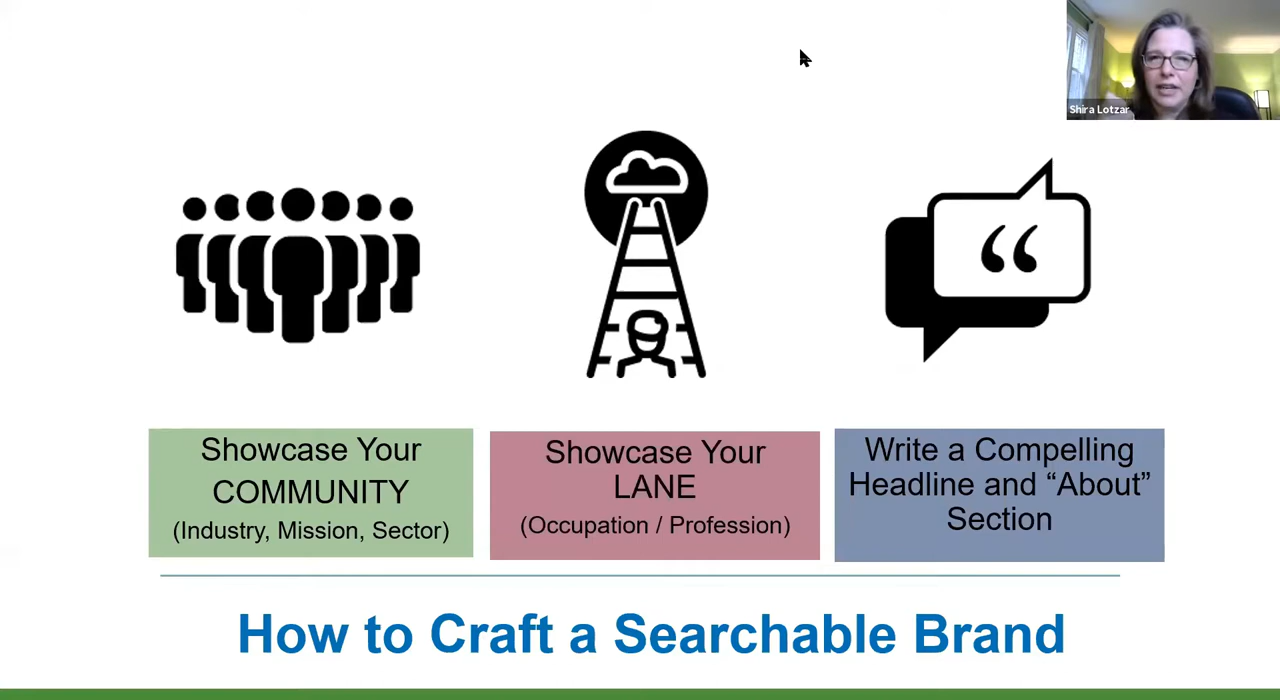 Shira Lotzar
“
Showcase Your
COMMUNITY
(Industry, Mission, Sector)
Showcase Your
LANE
(Occupation / Profession)
Write a Compelling
Headline and “About”
Section
How to Craft a Searchable Brand